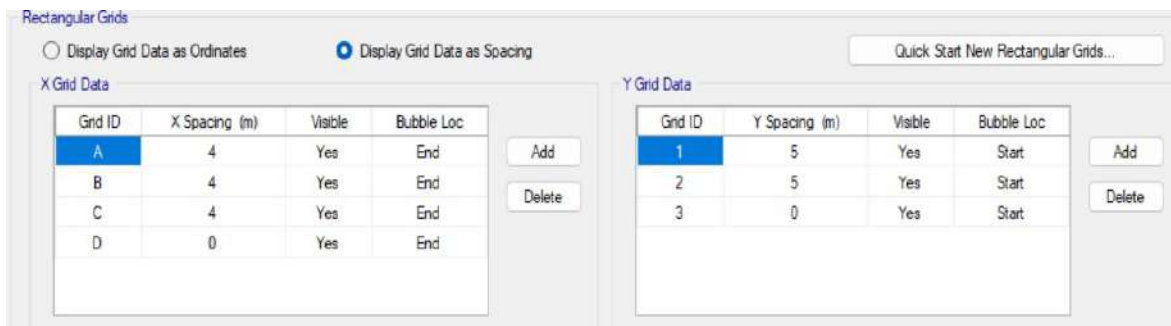 Rectangular Grids
Display Grid Data as Ordinates Display Grid Data as Spacing Quick Start New Rectangular Grids...
X Grid Data Y Grid Data
Grid ID X Spacing (m) Visible Bubble Loc Grid ID Y Spacing (m) Visible Bubble Loc
A 4 Yes End Add 1 5 Yes Start Add
B 4 Yes End Delete 2 5 Yes Start Delete
C 4 Yes End 3 0 Yes Start
D 0 Yes End